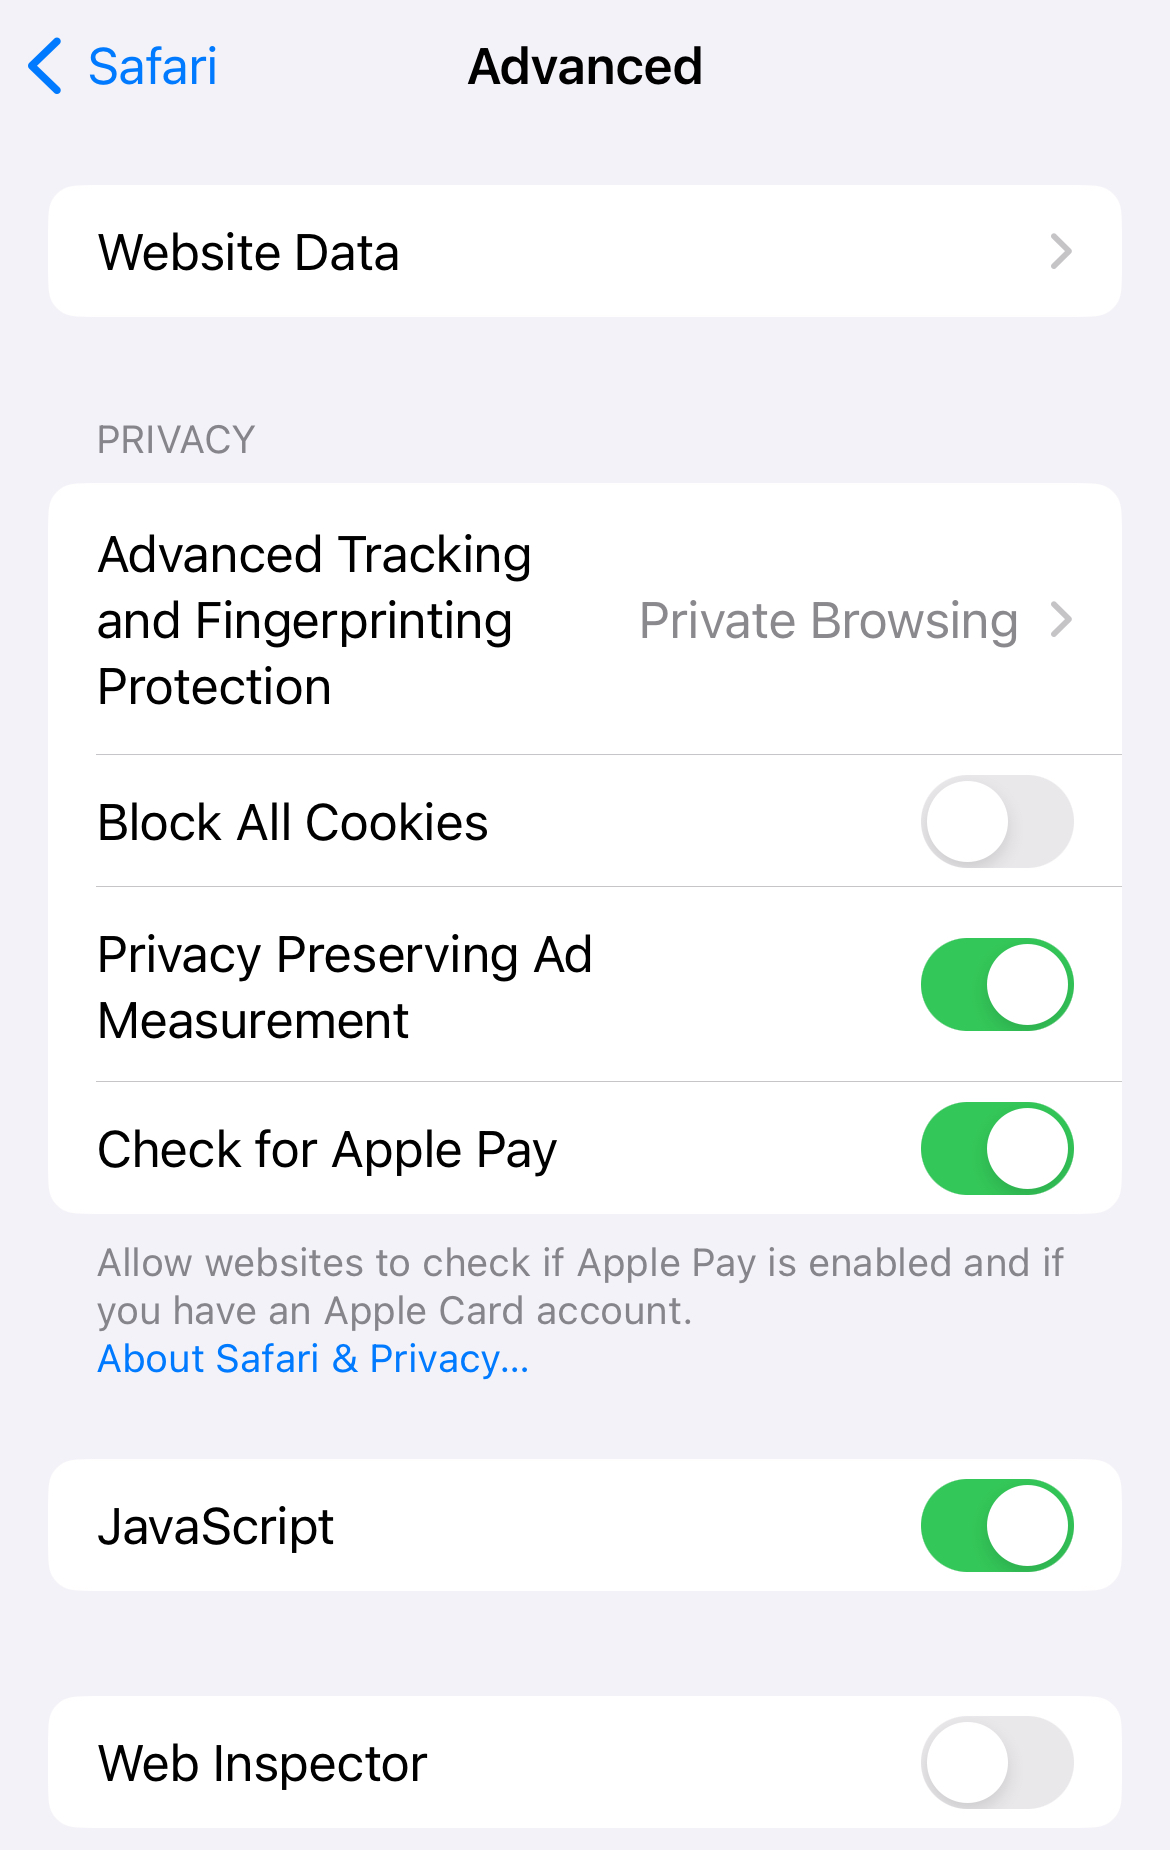 Safari
Advanced
Website Data
PRIVACY
Advanced Tracking
and Fingerprinting
Protection
Private Browsing
Block All Cookies
Privacy Preserving Ad
Measurement
Check for Apple Pay
Allow websites to check if Apple Pay is enabled and if
you have an Apple Card account.
About Safari & Privacy...
JavaScript
Web Inspector